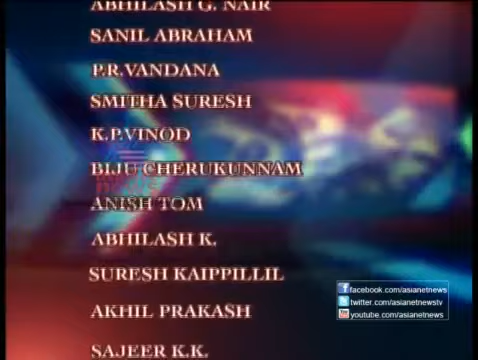 ABHILASH G. NAIR
SANIL ABRAHAM
P.R.VANDANA
SMITHA SURESH
K.P.VINOD
BIJU CHERUKUNNAM
ANISH TOM
ABHILASH K.
SURESH KAIPPILLIL
AKHIL PRAKASH
SAJEER K.K.
facebook.com/asianetnews
twitter.com/asianetnewstv
youtube.com/asianetnews